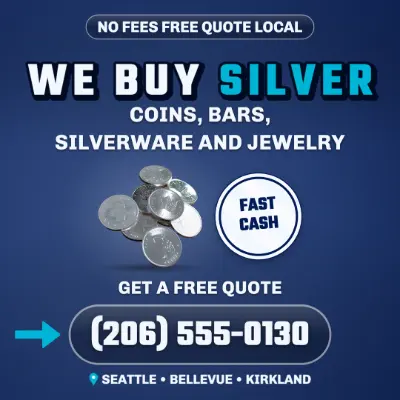 NO FEES FREE QUOTE LOCAL
WE BUY SILVER
COINS, BARS,
SILVERWARE AND JEWELRY
FAST
CASH
GET A FREE QUOTE
(206) 555-0130
SEATTLE • BELLEVUE • KIRKLAND